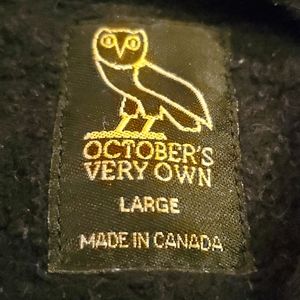 OCTOBER'S
VERY OWN
LARGE
MADE IN CANADA